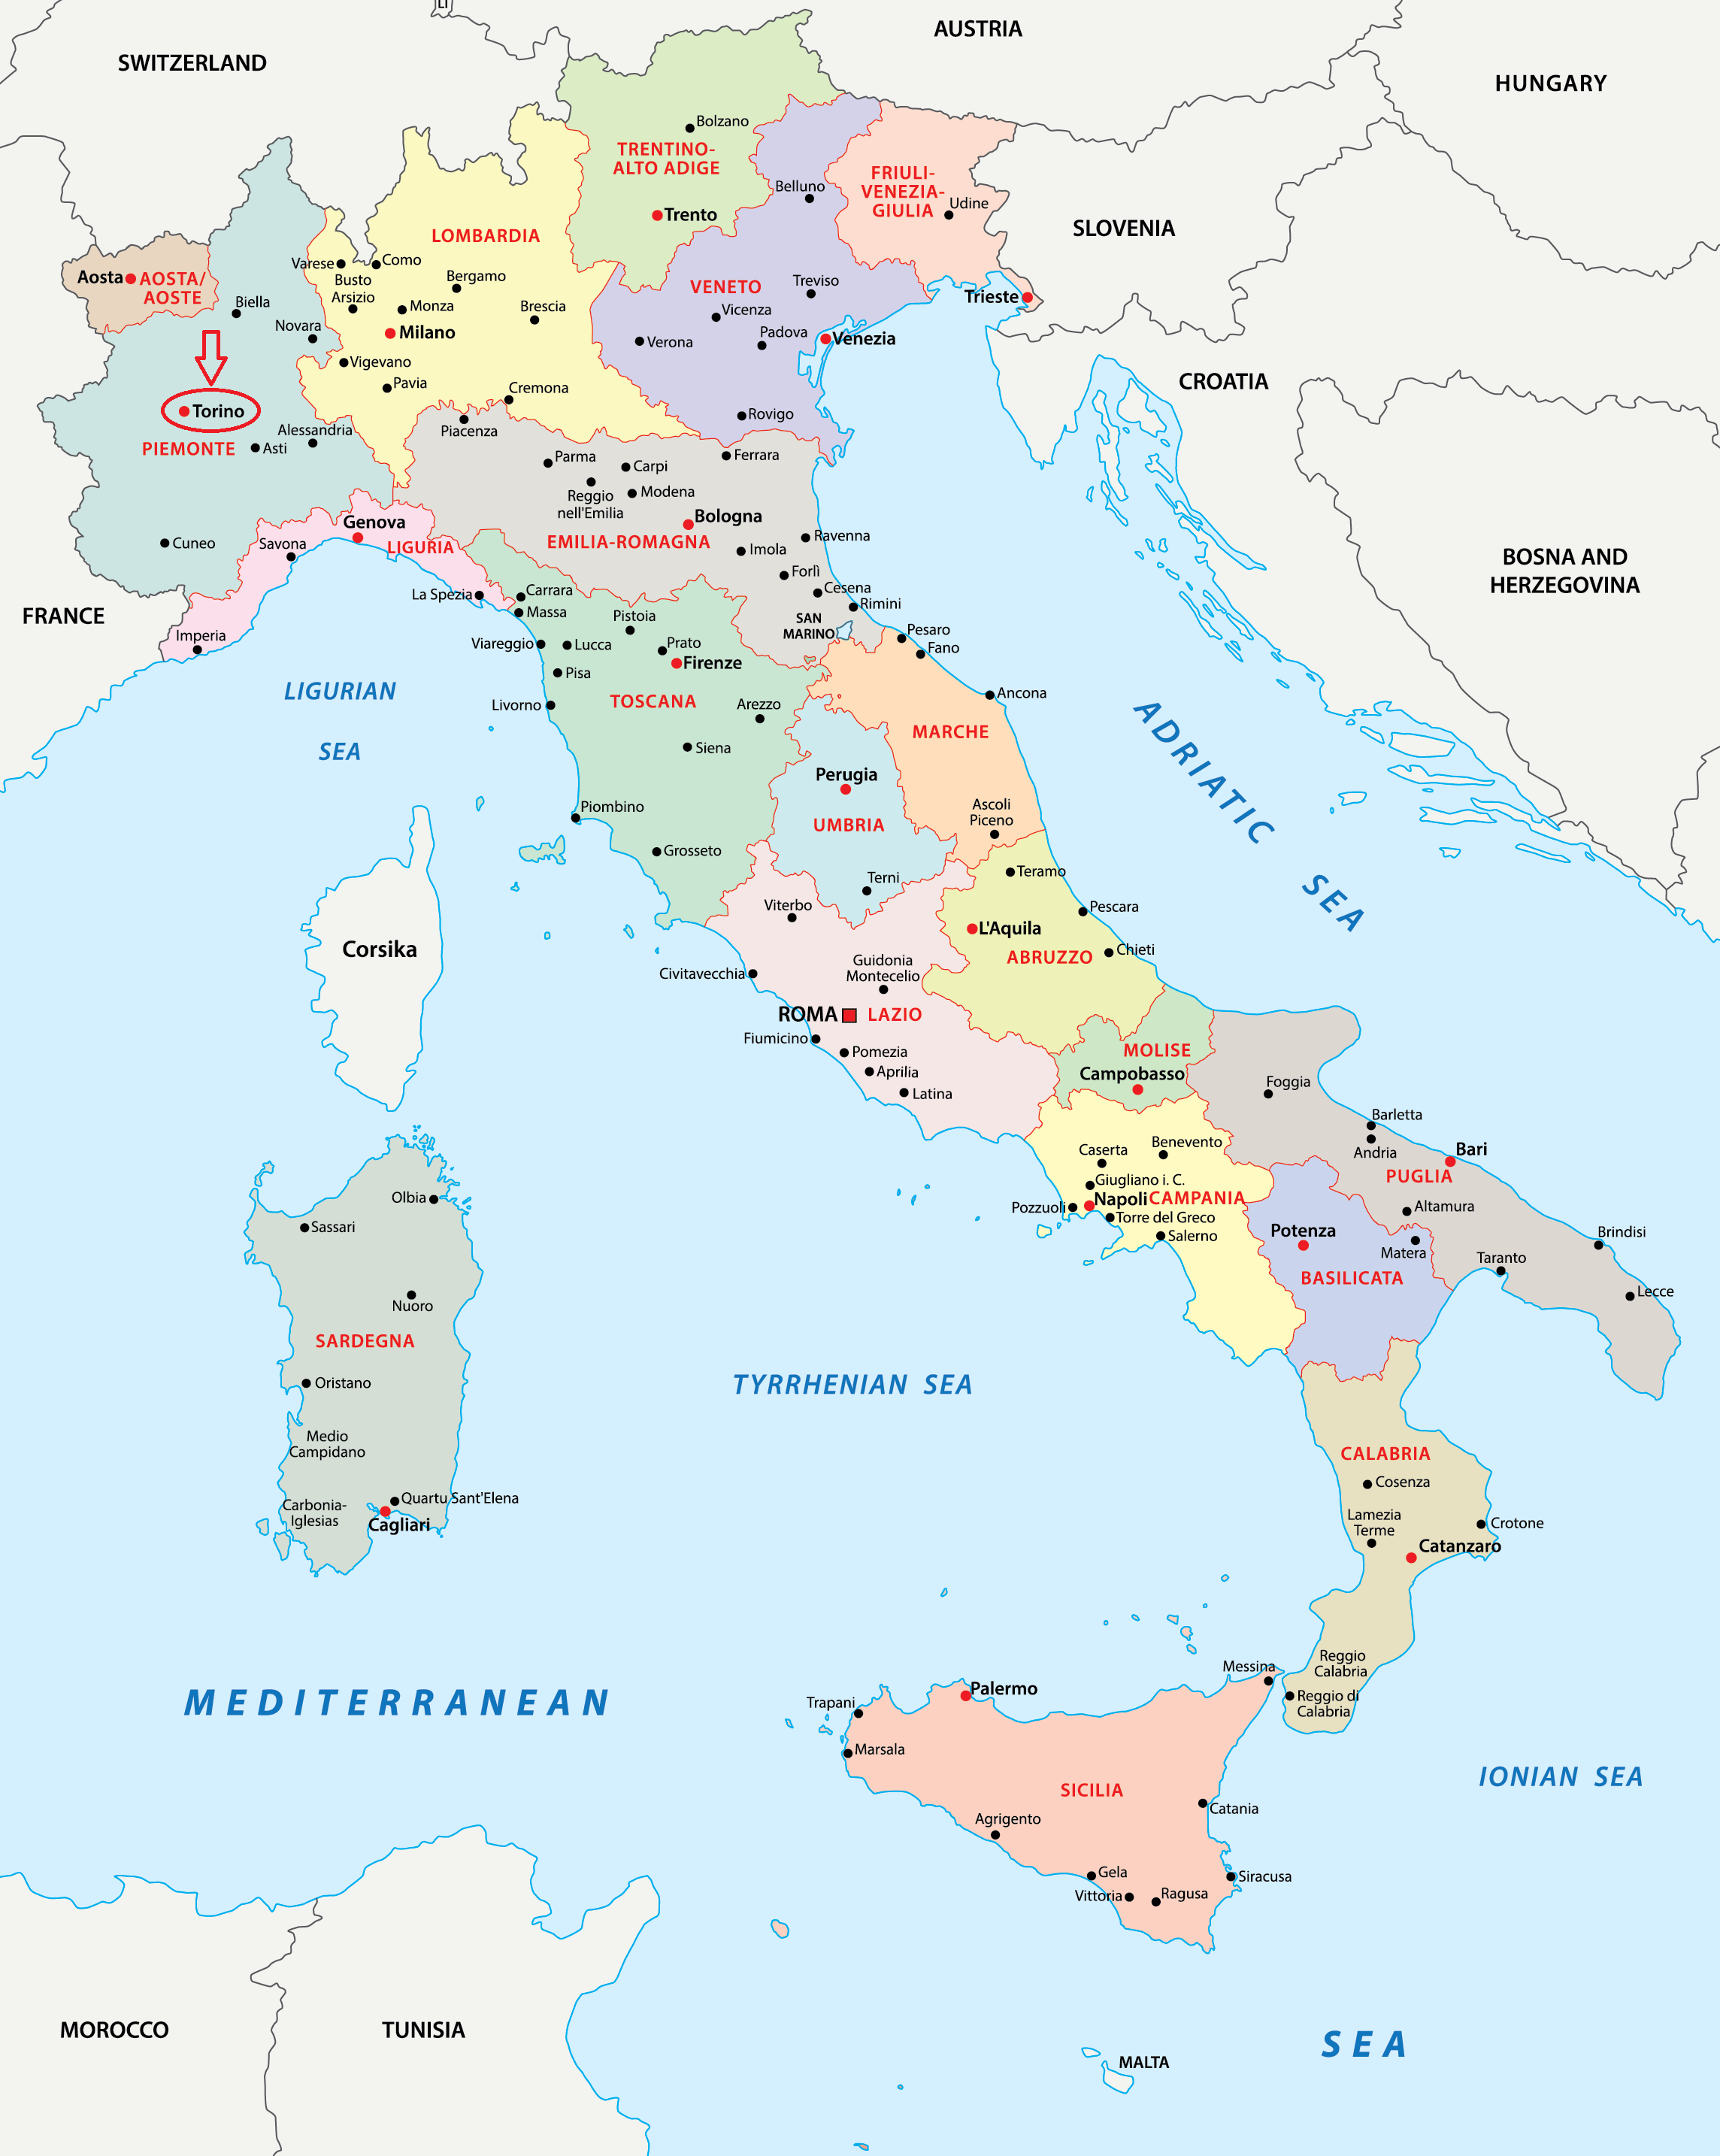 LI
AUSTRIA
SWITZERLAND
HUNGARY
Bolzano
TRENTINO-
ALTO ADIGE
FRIULI-
VENEZIA-
GIULIA
Belluno
Udine
Trento
SLOVENIA
LOMBARDIA
Aosta
AOSTA/
AOSTE
Varese
Como
Busto
Arsizio
Bergamo
VENETO
Treviso
Trieste
Biella
Monza
Brescia
Vicenza
Novara
Milano
Verona
Padova
Venezia
Vigevano
Pavia
Cremona
CROATIA
Torino
Rovigo
Alessandria
Piacenza
PIEMONTE
Asti
Parma
Carpi
Ferrara
Reggio
nell'Emilia
Modena
Genova
Bologna
Cuneo
Savona
LIGURIA
EMILIA-ROMAGNA
Imola
Ravenna
BOSNA AND
HERZEGOVINA
Forlì
Cesena
La Spezia
Carrara
Massa
Rimini
FRANCE
Pistoia
SAN
MARINO
Imperia
Viareggio
Lucca
Prato
Pesaro
Fano
Firenze
Pisa
LIGURIAN
SEA
Livorno
TOSCANA
Arezzo
Ancona
MARCHE
ADRIATIC
SEA
Siena
Perugia
Piombino
UMBRIA
Ascoli
Piceno
Grosseto
Terni
Teramo
Viterbo
Pescara
Corsika
L'Aquila
ABRUZZO
Chieti
Civitavecchia
Guidonia
Montecelio
ROMA
LAZIO
Fiumicino
Pomezia
MOLISE
Aprilia
Campobasso
Latina
Foggia
Barletta
Andria
Bari
Caserta
Benevento
PUGLIA
Giugliano i. C.
Olbia
Pozzuoli
Napoli
CAMPANIA
Altamura
Sassari
Torre del Greco
Salerno
Potenza
Matera
Brindisi
Taranto
BASILICATA
Lecce
Nuoro
SARDEGNA
Oristano
TYRRHENIAN SEA
Medio
Campidano
CALABRIA
Cosenza
Carbonia-
Iglesias
Quartu Sant'Elena
Cagliari
Lamezia
Terme
Crotone
Catanzaro
Reggio
Calabria
Messina
Reggio di
Calabria
MEDITERRANEAN
Trapani
Palermo
Marsala
SICILIA
IONIAN SEA
Catania
Agrigento
Gela
Siracusa
Vittoria
Ragusa
MOROCCO
TUNISIA
SEA
MALTA